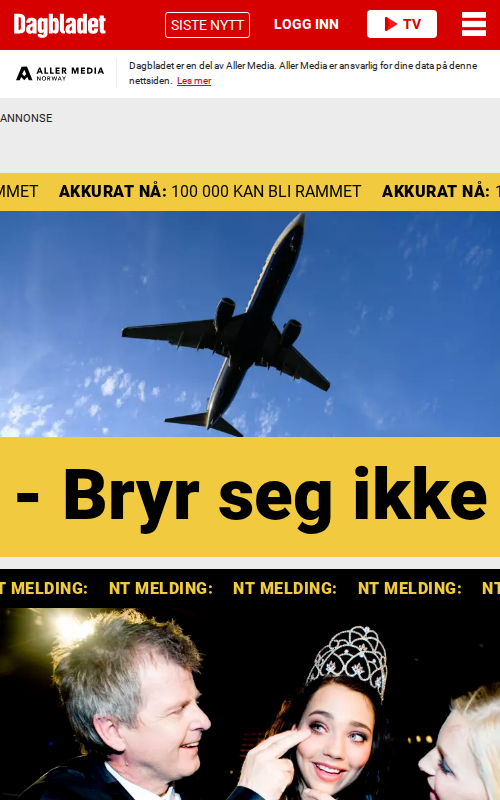 Dagbladet
SISTE NYTT
LOGG INN
TV
ALLER MEDIA
NORWAY
Dagbladet er en del av Aller Media. Aller Media er ansvarlig for dine data på denne
nettsiden. Les mer
ANNONSE
MMET AKKURAT NÅ: 100 000 KAN BLI RAMMET AKKURAT NÅ: 1
- Bryr seg ikke
T MELDING: NT MELDING: NT MELDING: NT MELDING: NT